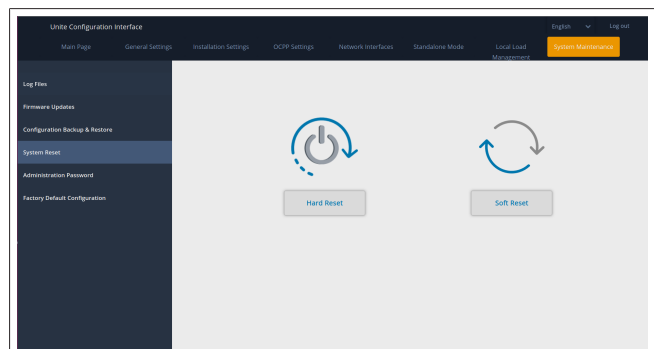 Unite Configuration Interface
English
Log out
Main Page
General Settings
Installation Settings
OCPP Settings
Network Interfaces
Standalone Mode
Local Load
Management
System Maintenance
Log Files
Firmware Updates
Configuration Backup & Restore
System Reset
Administration Password
Factory Default Configuration
Hard Reset
Soft Reset